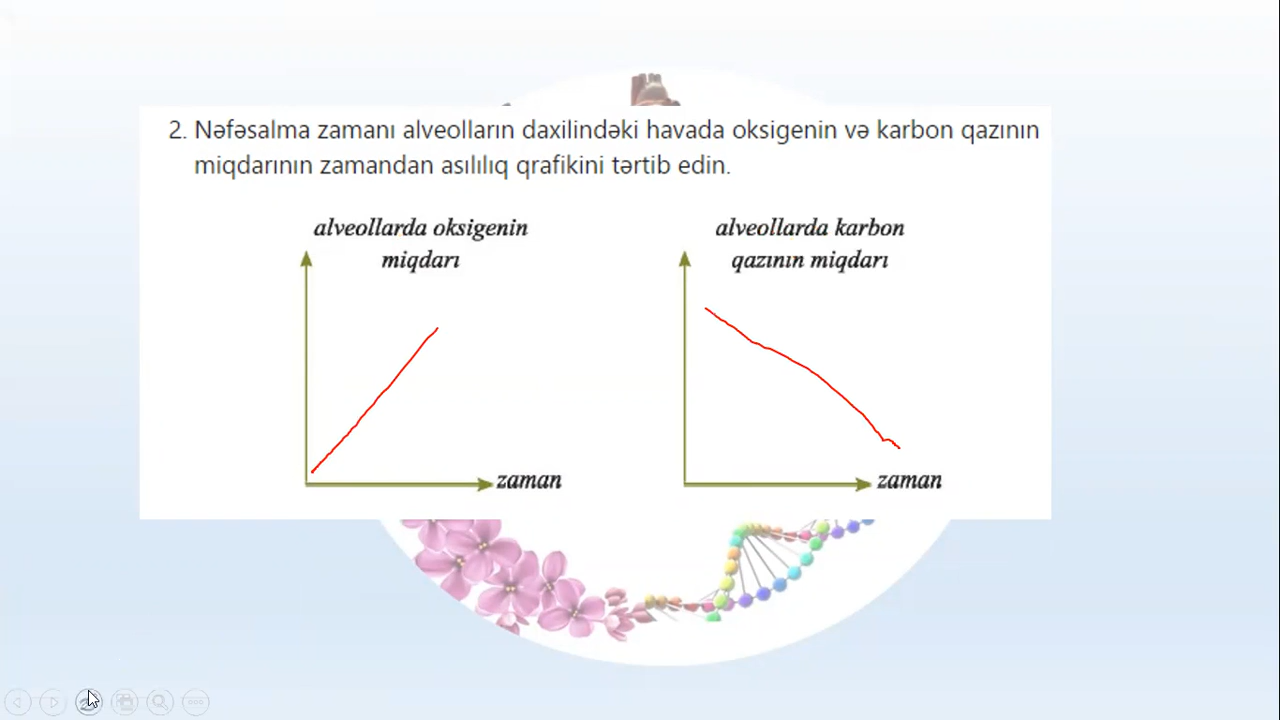 2. Nəfəsalma zamanı alveolların daxilindəki havada oksigenin və karbon qazının
miqdarının zamandan asılılıq qrafikini tərtib edin.
alveollarda oksigenin
miqdarı
alveollarda karbon
qazının miqdarı
zaman
zaman